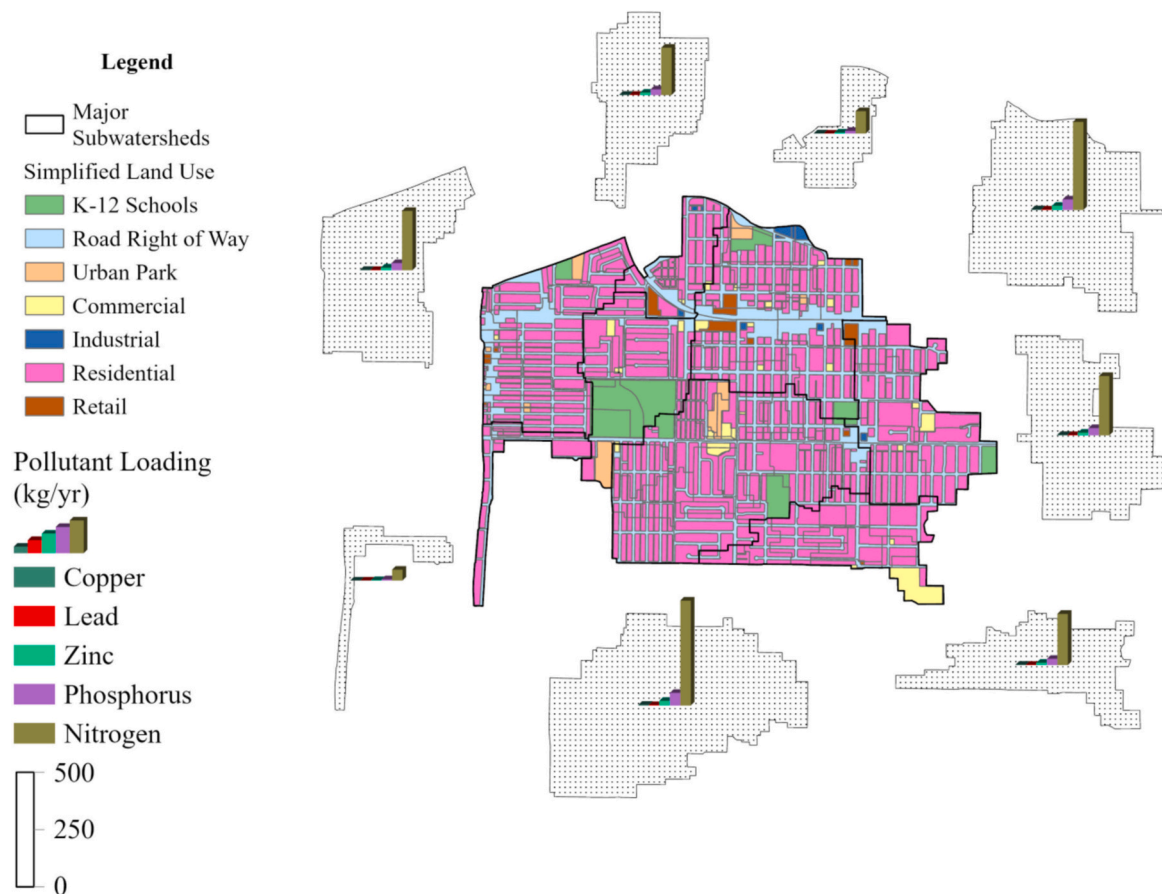 Legend
Major
Subwatersheds
Simplified Land Use
K-12 Schools
Road Right of Way
Urban Park
Commercial
Industrial
Residential
Retail
Pollutant Loading
(kg/yr)
Copper
Lead
Zinc
Phosphorus
Nitrogen
500
250
0